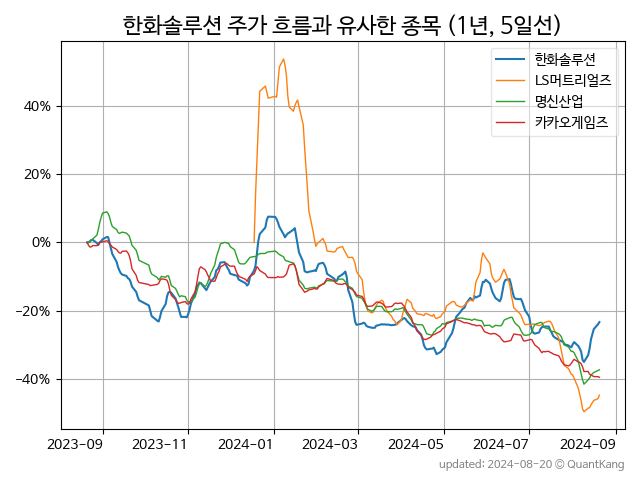 한화솔루션 주가 흐름과 유사한 종목 (1년, 5일선)
한화솔루션
LS머트리얼즈
명신산업
카카오게임즈
40%
20%
0%
−20%
−40%
2023-09 2023-11 2024-01 2024-03 2024-05 2024-07 2024-09
updated: 2024-08-20 © QuantKang